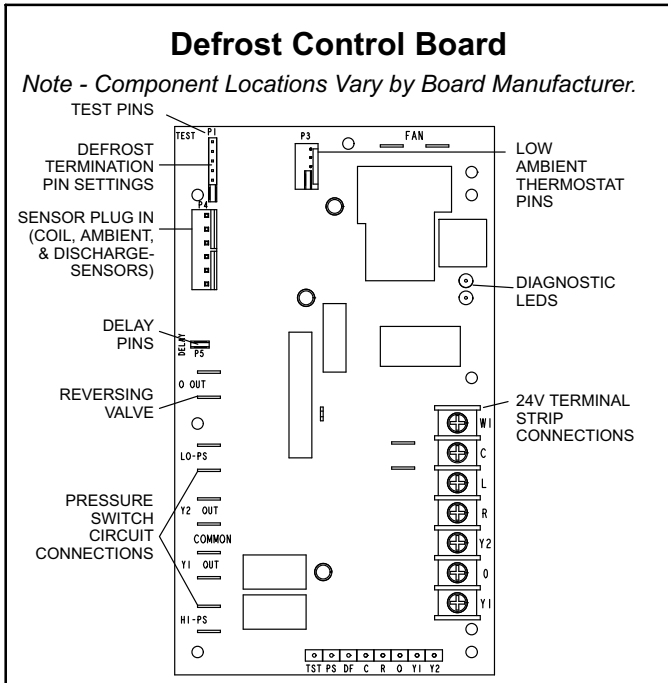 Defrost Control Board
Note - Component Locations Vary by Board Manufacturer.
TEST PINS
TEST
P1
DEFROST
TERMINATION
PIN SETTINGS
P4
SENSOR PLUG IN
(COIL, AMBIENT,
& DISCHARGE-
SENSORS)
DELAY
PINS
DELAY
P5
O OUT
REVERSING
VALVE
LO-PS
PRESSURE
SWITCH
CIRCUIT
CONNECTIONS
Y2 OUT
COMMON
Y1 OUT
HI-PS
P3
FAN
LOW
AMBIENT
THERMOSTAT
PINS
DIAGNOSTIC
LEDS
24V TERMINAL
STRIP
CONNECTIONS
W1
C
L
R
Y2
O
Y1
TST PS DF C R O Y1 Y2